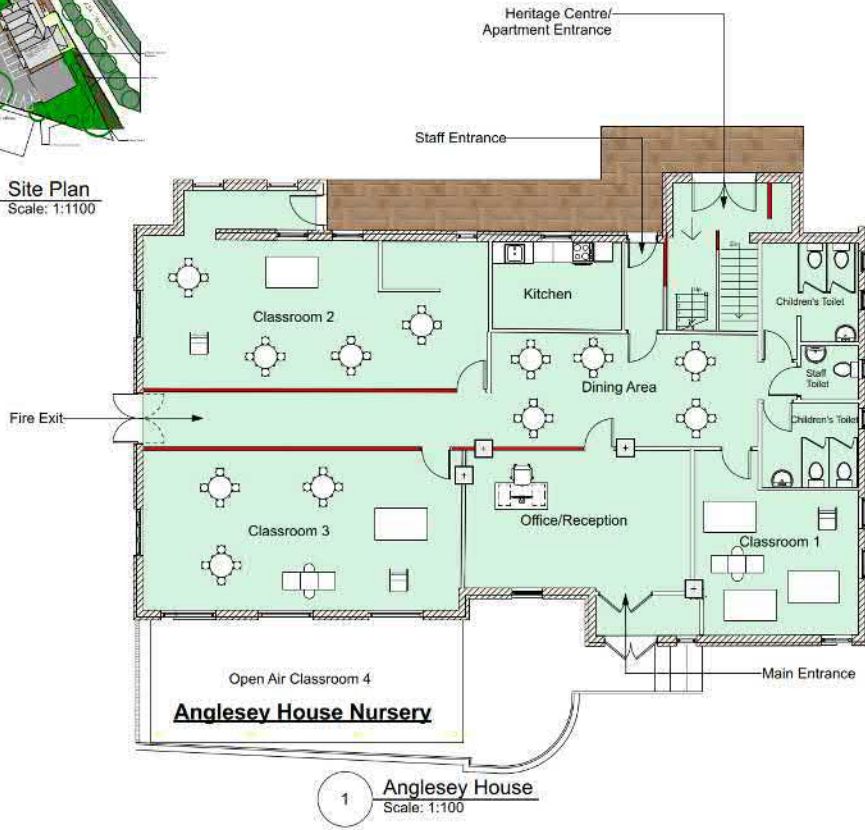 Heritage Centre/
Apartment Entrance
Staff Entrance
Site Plan
Scale: 1:1100
Kitchen
Children's Toilet
Classroom 2
Dining Area
Staff
Toilet
Fire Exit
Children's Toilet
Classroom 3
Office/Reception
Classroom 1
Open Air Classroom 4
Main Entrance
Anglesey House Nursery
1
Anglesey House
Scale: 1:100